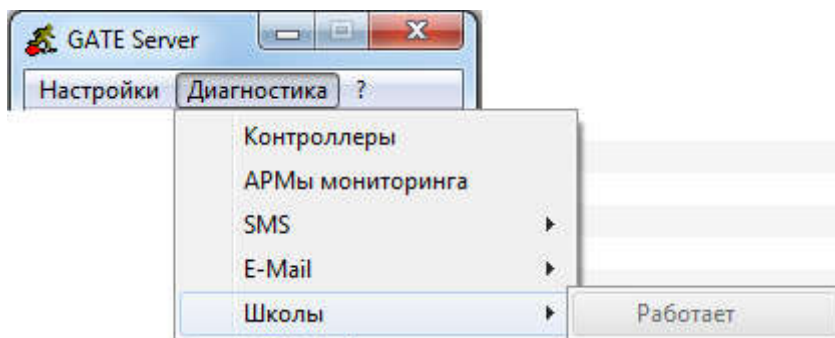 GATE Server
Настройки Диагностика ?
Контроллеры
АРМы мониторинга
SMS
E-Mail
Школы
Работает